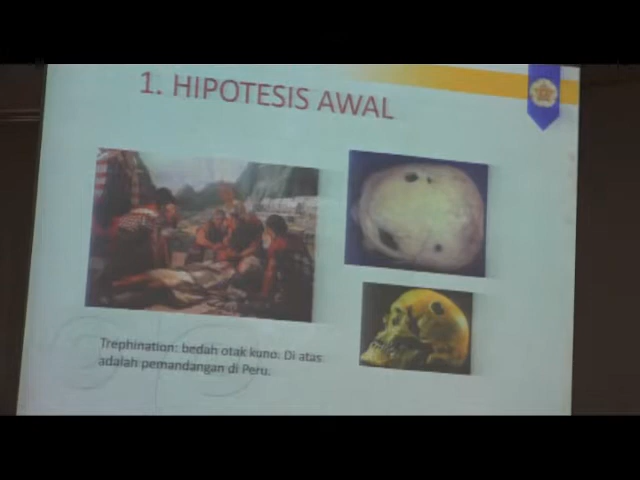 1. HIPOTESIS AWAL
Trephination: bedah otak kuno. Di atas
adalah pemandangan di Peru.